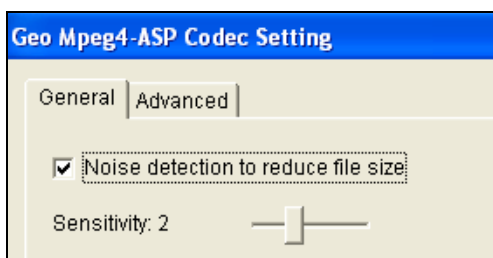 Geo Mpeg4-ASP Codec Setting
General Advanced
Noise detection to reduce file size
Sensitivity: 2